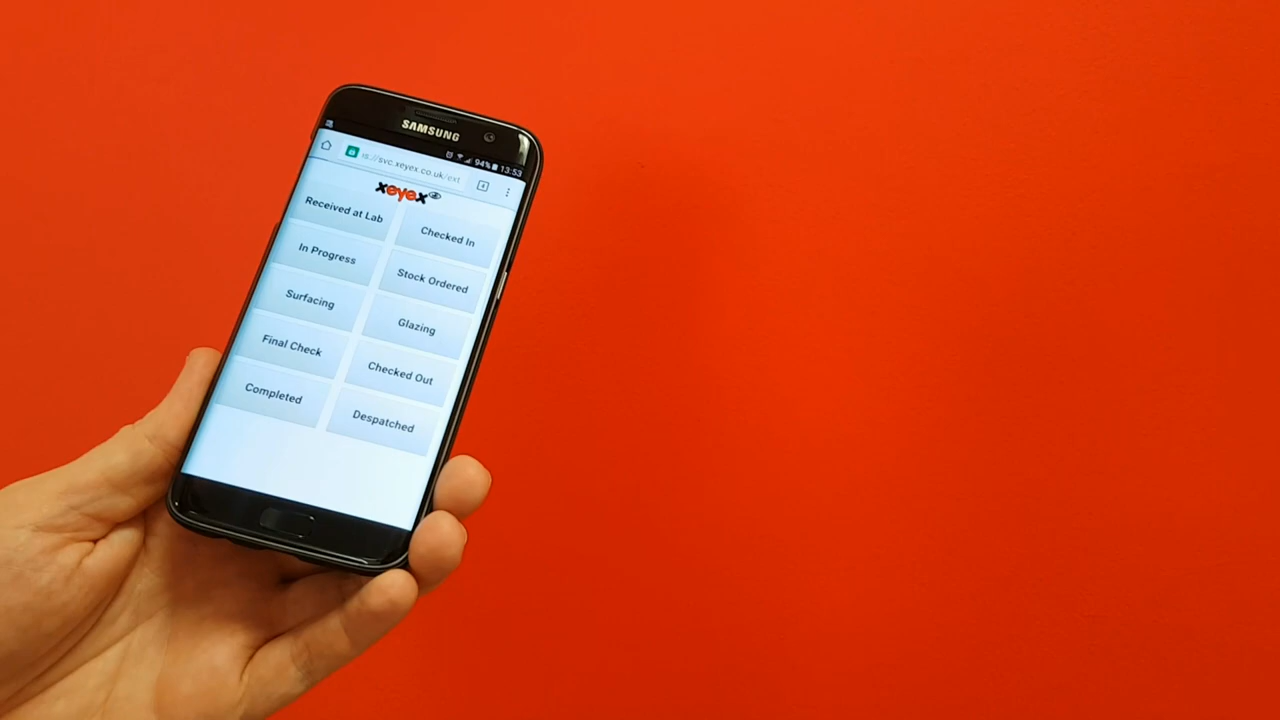 SAMSUNG
94% 13:53
s://svc.xeyex.co.uk/ext
xeyex
Received at Lab
Checked In
In Progress
Stock Ordered
Surfacing
Glazing
Final Check
Checked Out
Completed
Despatched